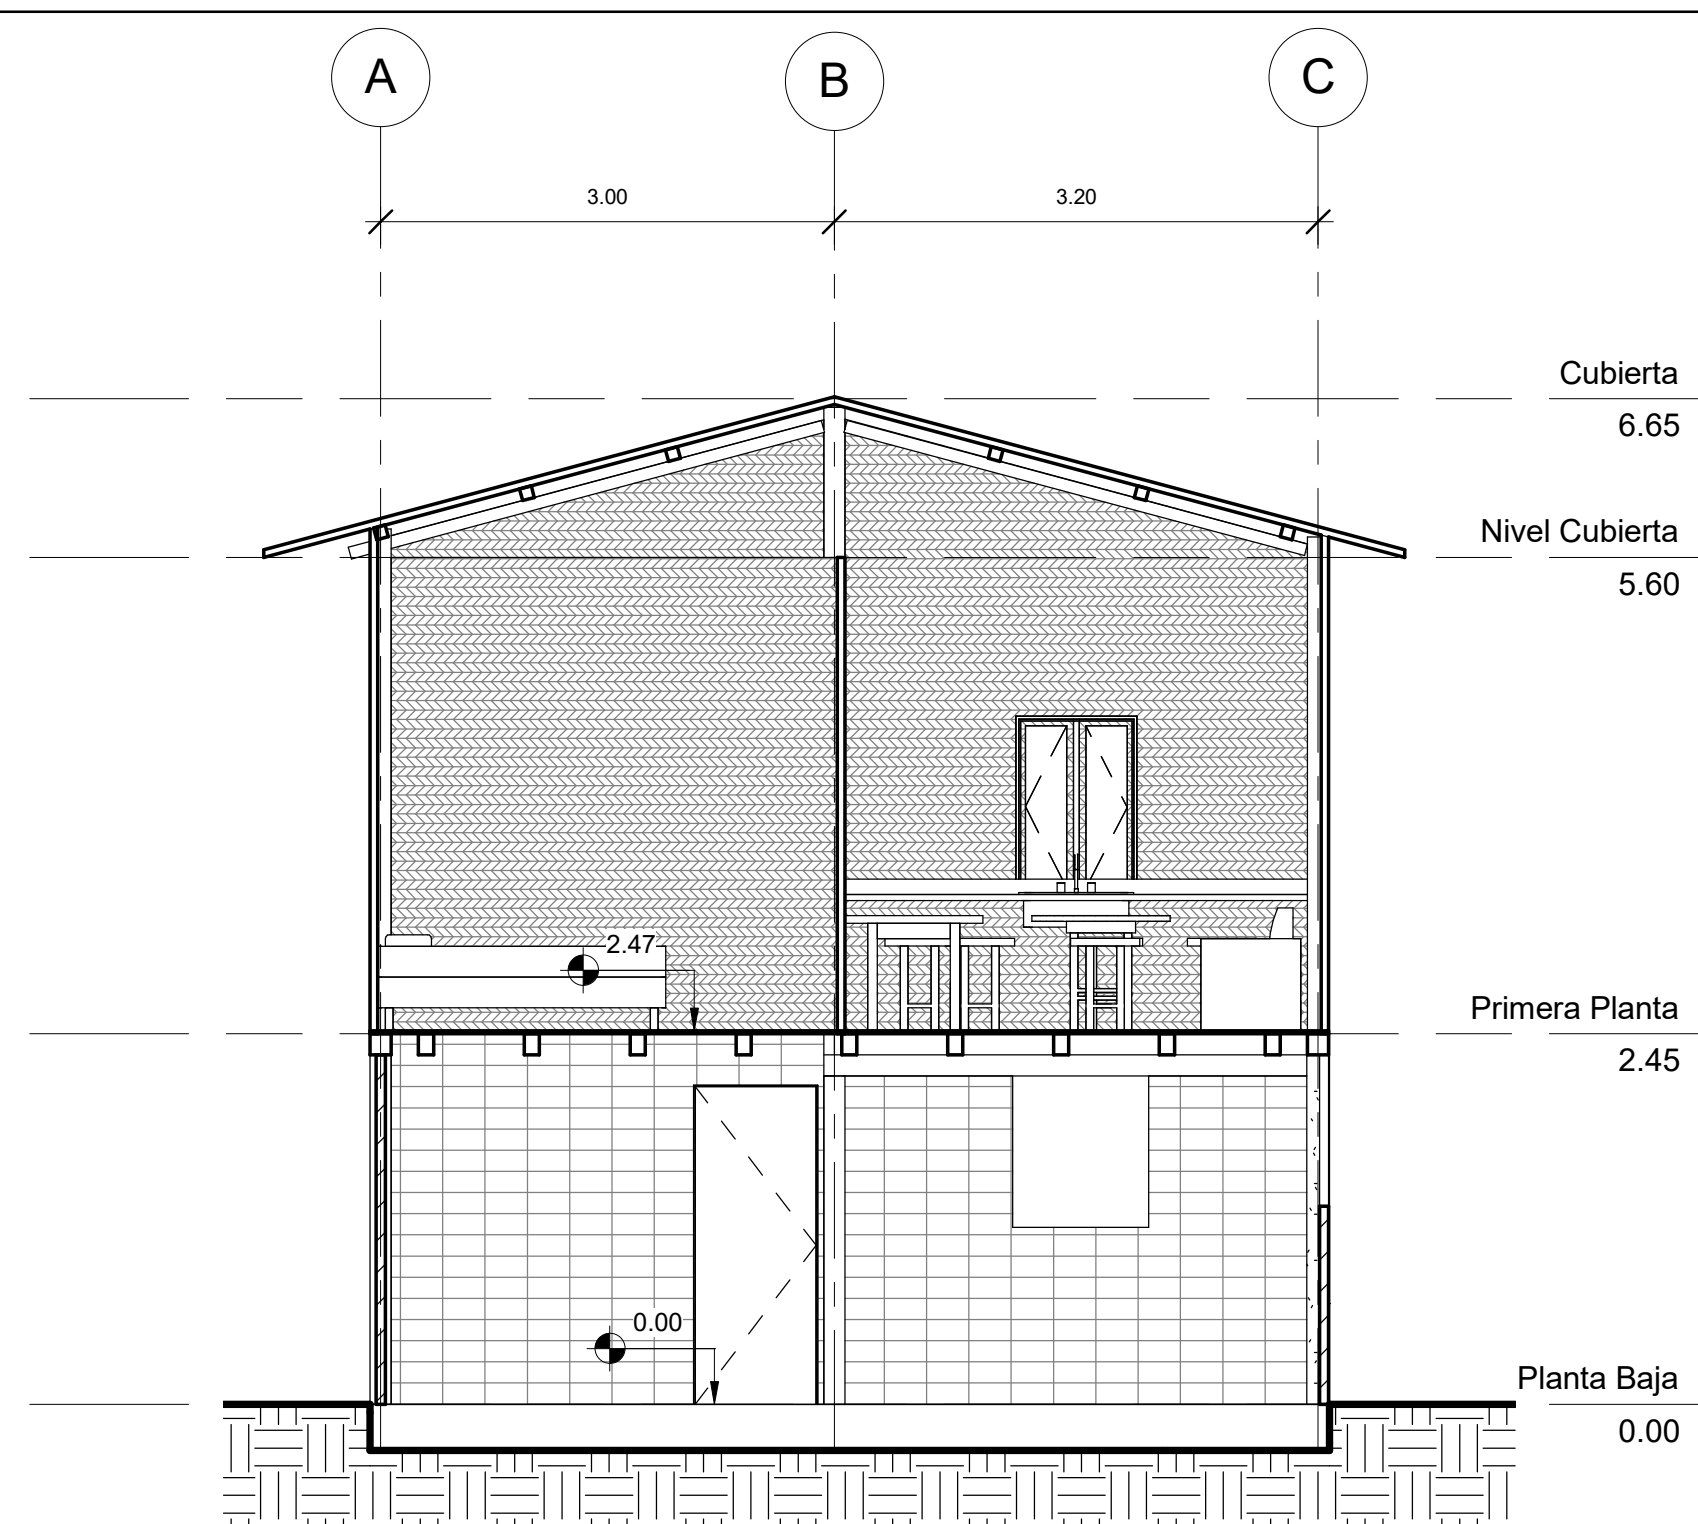 A
B
C
3.00
3.20
Cubierta
6.65
Nivel Cubierta
5.60
2.47
Primera Planta
2.45
0.00
Planta Baja
0.00